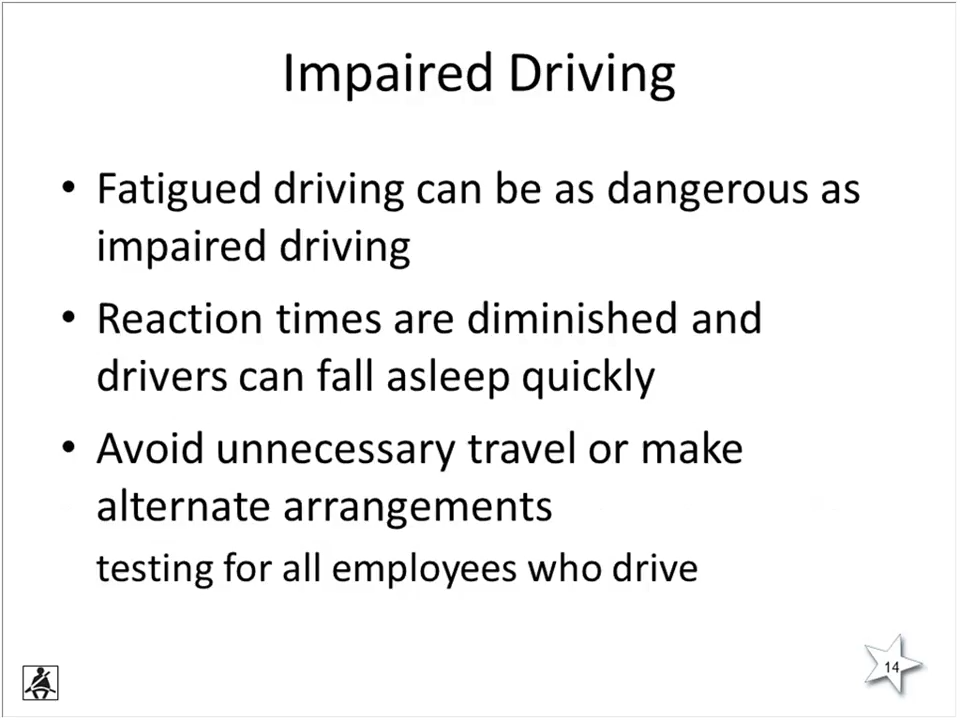 Impaired Driving
• Fatigued driving can be as dangerous as
impaired driving
• Reaction times are diminished and
drivers can fall asleep quickly
• Avoid unnecessary travel or make
alternate arrangements
testing for all employees who drive
14